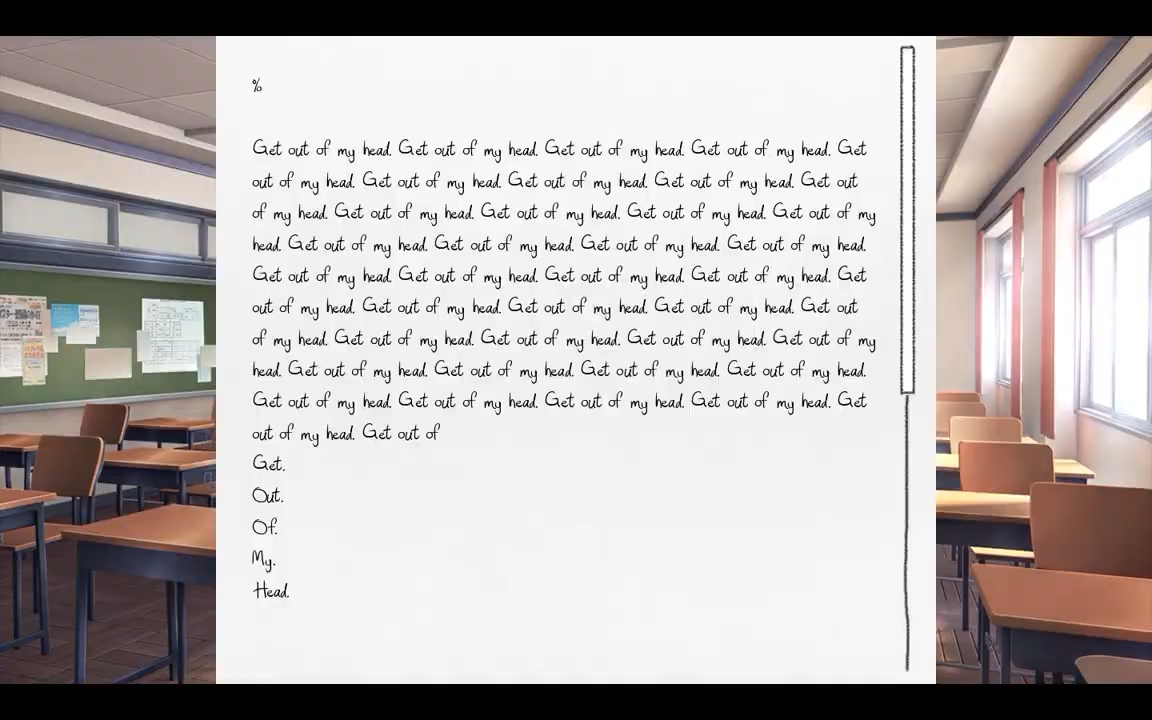 %
Get out of my head. Get out of my head. Get out of my head. Get out of my head. Get
out of my head. Get out of my head. Get out of my head. Get out of my head. Get out
of my head. Get out of my head. Get out of my head. Get out of my head. Get out of my
head. Get out of my head. Get out of my head. Get out of my head. Get out of my head.
Get out of my head. Get out of my head. Get out of my head. Get out of my head. Get
out of my head. Get out of my head. Get out of my head. Get out of my head. Get out
of my head. Get out of my head. Get out of my head. Get out of my head. Get out of my
head. Get out of my head. Get out of my head. Get out of my head. Get out of my head.
Get out of my head. Get out of my head. Get out of my head. Get out of my head. Get
out of my head. Get out of
Get.
Out.
Of.
My.
Head.